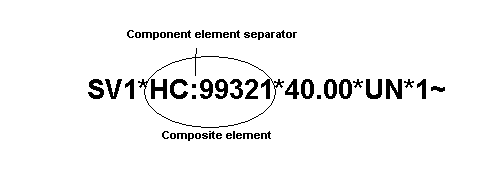 Component element separator
SV1*HC:99321*40.00*UN*1~
Composite element